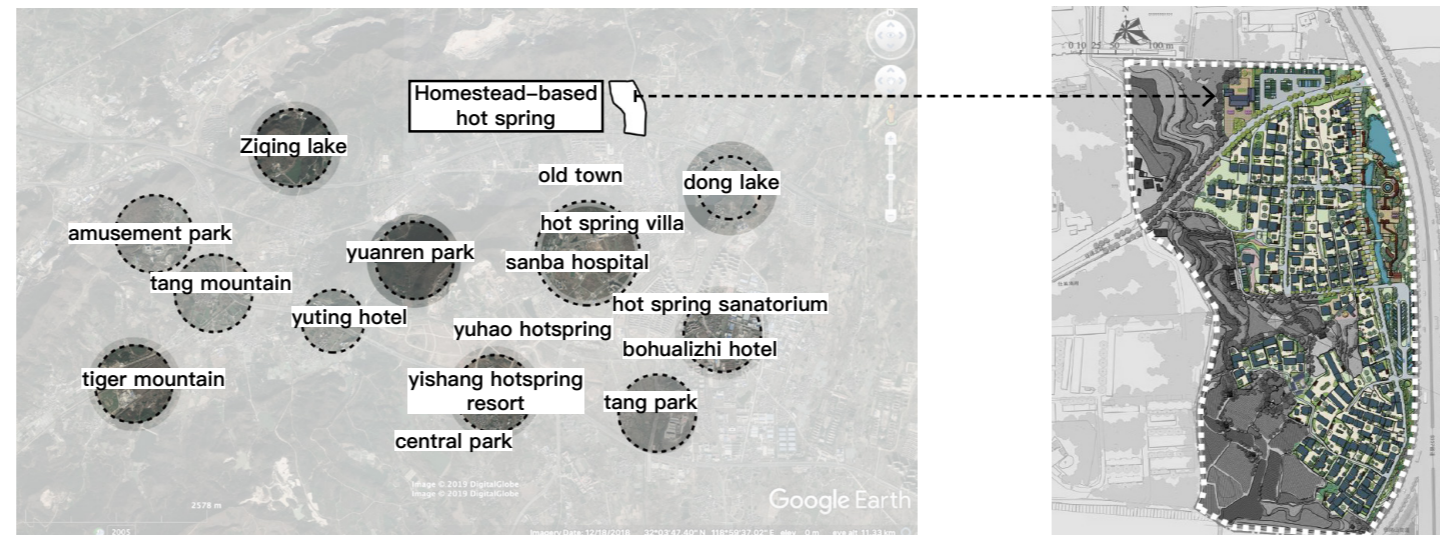 Homestead-based
hot spring
Ziqing lake
old town
dong lake
amusement park
hot spring villa
yuanren park
sanba hospital
tang mountain
hot spring sanatorium
yuting hotel
yuhao hotspring
bohualizhi hotel
tiger mountain
yishang hotspring
resort
tang park
central park
Image © 2019 DigitalGlobe
Image © 2019 DigitalGlobe
2578 m
Google Earth
2005
N
0 10 25 50 100 m